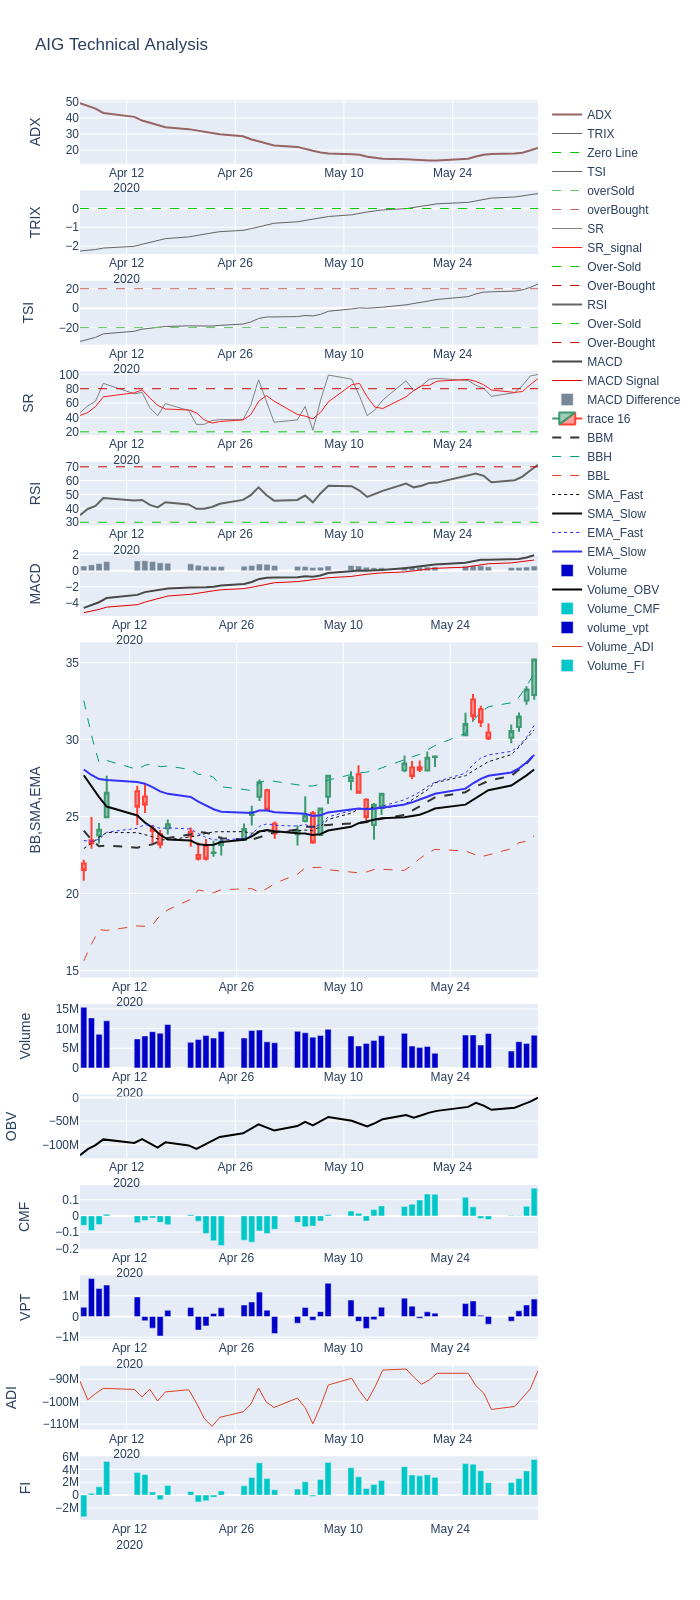 AIG Technical Analysis
ADX
50
40
30
20
Apr 12
2020
Apr 26
May 10
May 24
TRIX
0
−1
−2
Apr 12
2020
Apr 26
May 10
May 24
TSI
20
0
−20
Apr 12
2020
Apr 26
May 10
May 24
SR
100
80
60
40
20
Apr 12
2020
Apr 26
May 10
May 24
RSI
70
60
50
40
30
Apr 12
2020
Apr 26
May 10
May 24
MACD
2
0
−2
−4
Apr 12
2020
Apr 26
May 10
May 24
BB,SMA,EMA
35
30
25
20
15
Apr 12
2020
Apr 26
May 10
May 24
Volume
15M
10M
5M
0
Apr 12
2020
Apr 26
May 10
May 24
OBV
0
−50M
−100M
Apr 12
2020
Apr 26
May 10
May 24
CMF
0.1
0
−0.1
−0.2
Apr 12
2020
Apr 26
May 10
May 24
VPT
1M
0
−1M
Apr 12
2020
Apr 26
May 10
May 24
ADI
−90M
−100M
−110M
Apr 12
2020
Apr 26
May 10
May 24
FI
6M
4M
2M
0
−2M
Apr 12
2020
Apr 26
May 10
May 24
ADX
TRIX
Zero Line
TSI
overSold
overBought
SR
SR_signal
Over-Sold
Over-Bought
RSI
Over-Sold
Over-Bought
MACD
MACD Signal
MACD Difference
trace 16
BBM
BBH
BBL
SMA_Fast
SMA_Slow
EMA_Fast
EMA_Slow
Volume
Volume_OBV
Volume_CMF
volume_vpt
Volume_ADI
Volume_FI